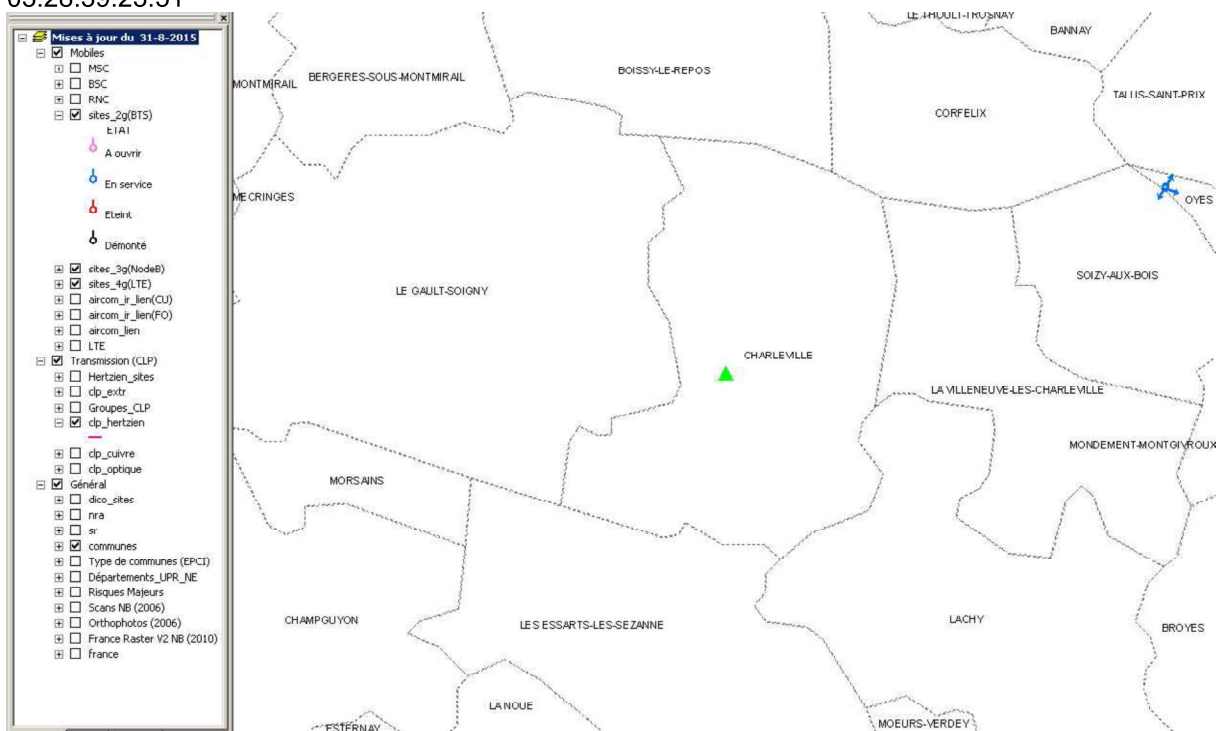 Mises à jour du 31-8-2015
Mobiles
MSC
BSC
RNC
sites_2g(BTS)
ETAT
A ouvrir
En service
Eteint
Démonté
sites_3g(NodeB)
sites_4g(LTE)
aircom_ir_lien(CU)
aircom_ir_lien(FO)
aircom_lien
LTE
Transmission (CLP)
Hertzien_sites
clp_extr
Groupes_CLP
clp_hertzien
clp_cuivre
clp_optique
Général
dico_sites
nra
sr
communes
Type de communes (EPCI)
Départements_UPR_NE
Risques Majeurs
Scans NB (2006)
Orthophotos (2006)
France Raster V2 NB (2010)
france
LE THOULT-TROSNAY
BANNAY
BOISSY-LE-REPOS
MONTMIRAIL
BERGERES-SOUS-MONTMIRAIL
TALUS-SAINT-PRIX
CORFELIX
MECRINGES
OYES
SOIZY-AUX-BOIS
LE GAULT-SOIGNY
CHARLEVILLE
LA VILLENEUVE-LES-CHARLEVILLE
MONDEMENT-MONTGIVROUX
MORSAINS
CHAMPGUYON
LES ESSARTS-LES-SEZANNE
LACHY
BROYES
LA NOUE
ESTERNAY
MOEURS-VERDEY